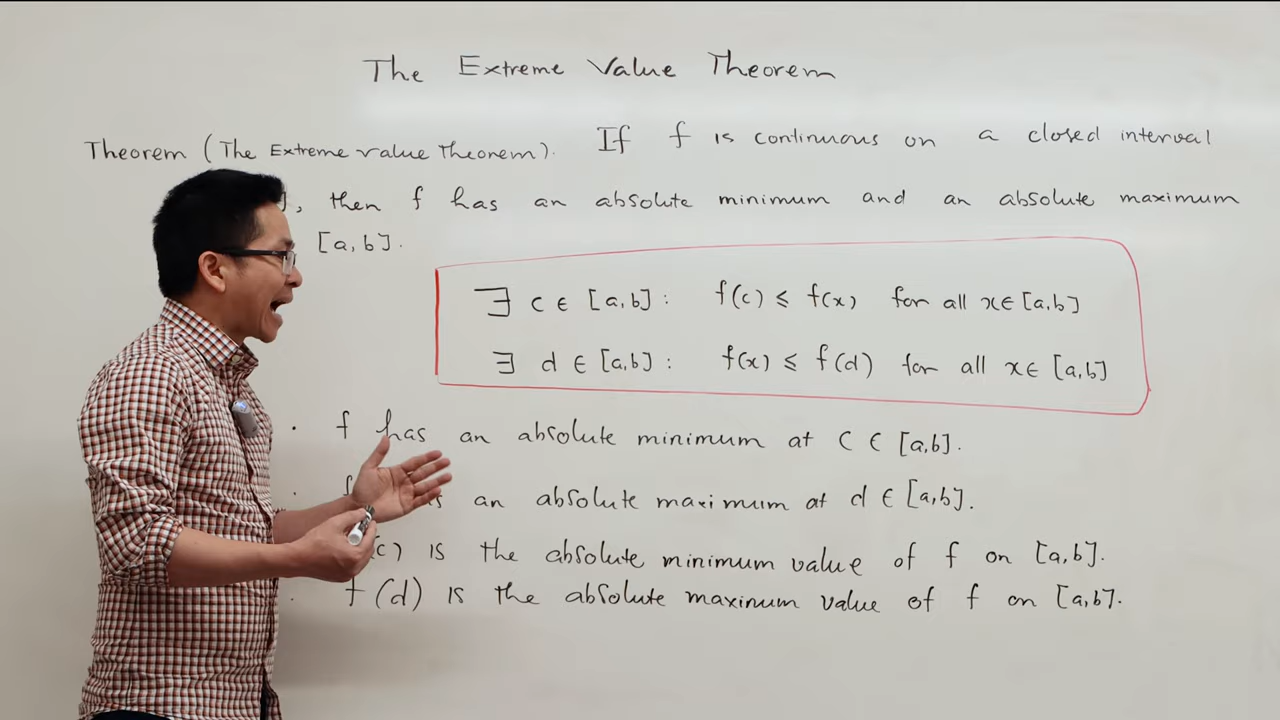 The Extreme Value Theorem
Theorem (The Extreme value Theorem). If f is continuous on a closed interval
], then f has an absolute minimum and an absolute maximum
[a,b].
∃ c ∈ [a,b] : f(c) ⩽ f(x) for all x∈[a,b]
∃ d ∈ [a,b] : f(x) ⩽ f(d) for all x∈ [a,b]
· f has an absolute minimum at c ∈ [a,b].
· f an absolute maximum at d ∈ [a,b].
(c) is the absolute minimum value of f on [a,b].
· f(d) is the absolute maxinum value of f on [a,b].